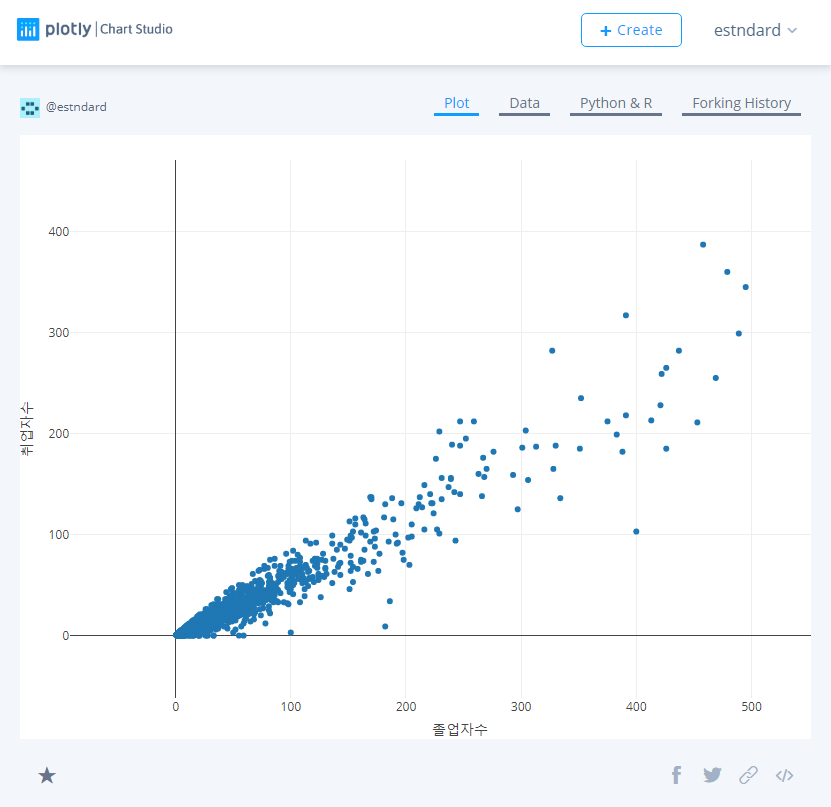 plotly | Chart Studio
+ Create
estndard
@estndard
Plot
Data
Python & R
Forking History
취업자수
400
300
200
100
0
0
100
200
300
400
500
졸업자수